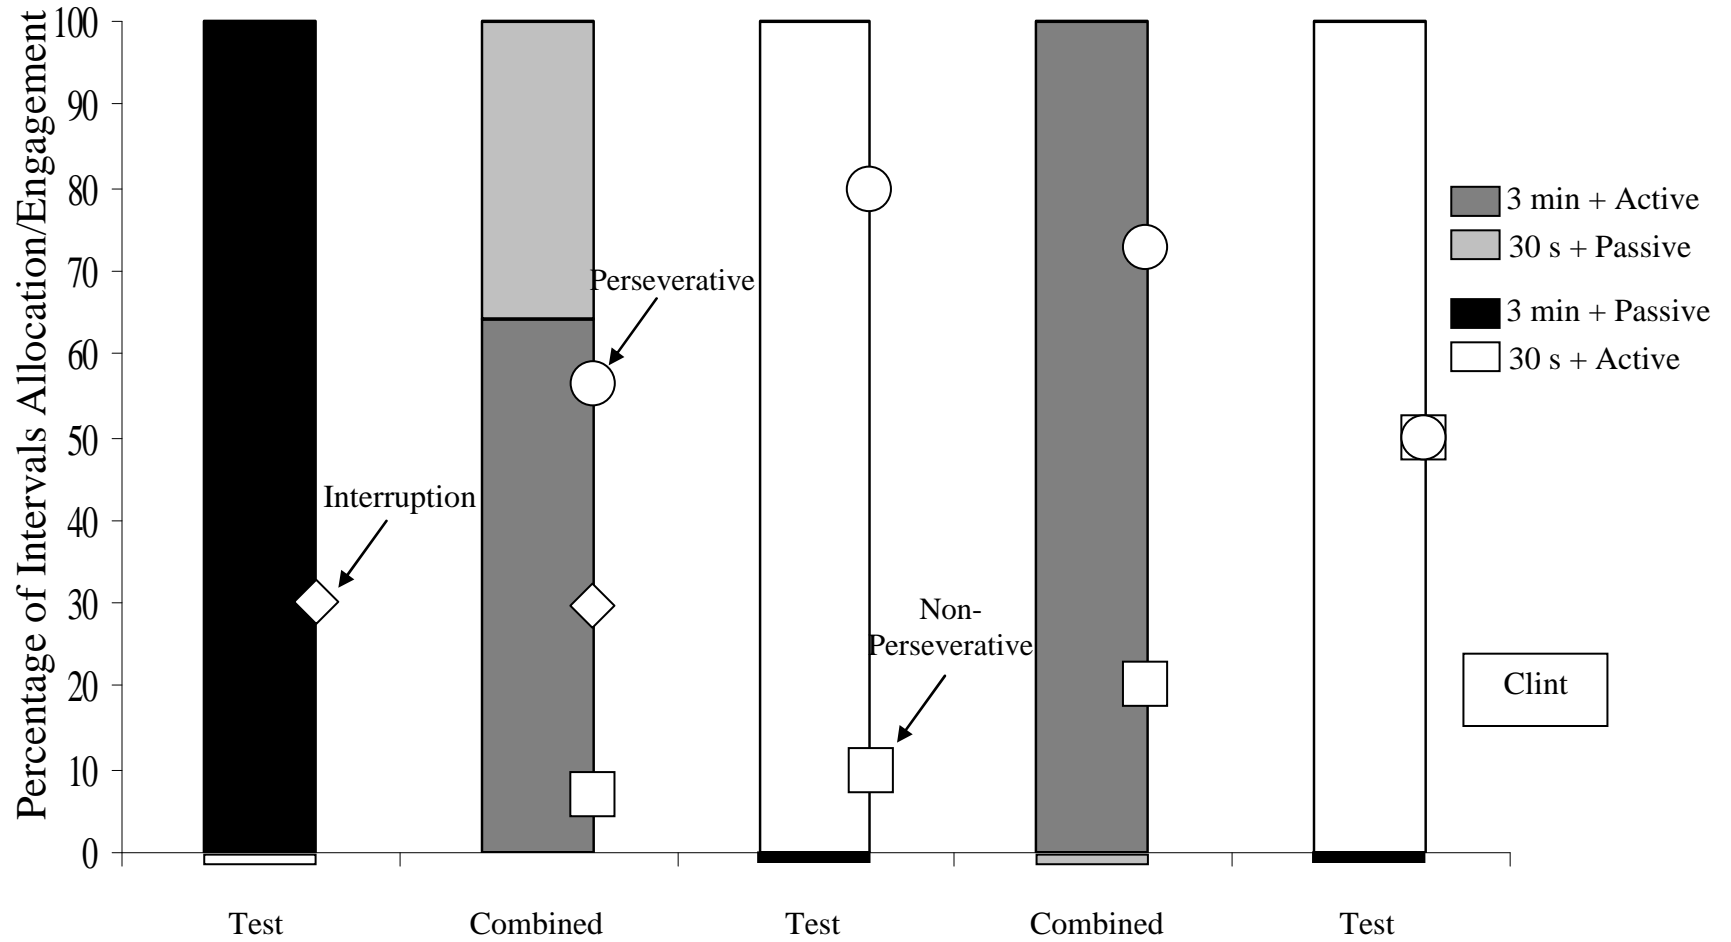 Percentage of Intervals Allocation/Engagement
100
90
80
70
60
50
40
30
20
10
0
Interruption
Perseverative
Non-
Perseverative
3 min + Active
30 s + Passive
3 min + Passive
30 s + Active
Clint
Test
Combined
Test
Combined
Test